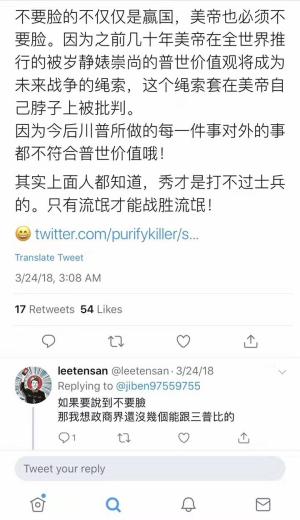 不要脸的不仅仅是赢国，美帝也必须不
要脸。因为之前几十年美帝在全世界推
行的被岁静婊崇尚的普世价值观将成为
未来战争的绳索，这个绳索套在美帝自
己脖子上被批判。
因为今后川普所做的每一件事对外的事
都不符合普世价值哦！
其实上面人都知道，秀才是打不过士兵
的。只有流氓才能战胜流氓！
😄 twitter.com/purifykiller/s...
Translate Tweet
3/24/18, 3:08 AM
17 Retweets 54 Likes
leetensan @leetensan · 3/24/18
Replying to @jiben97559755
如果要說到不要臉
那我想政商界還沒幾個能跟三普比的
1
Tweet your reply